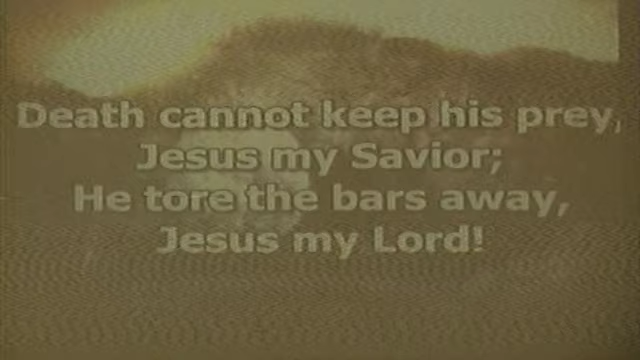 Death cannot keep his prey,
Jesus my Savior;
He tore the bars away,
Jesus my Lord!